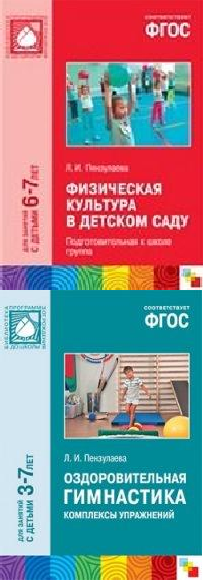 соответствует
ФГОС
Л. И. Пензулаева
ФИЗИЧЕСКАЯ
КУЛЬТУРА
В ДЕТСКОМ САДУ
Подготовительная к школе
группа
ДЛЯ ЗАНЯТИЙ
С ДЕТЬМИ 6-7 ЛЕТ
соответствует
ФГОС
Л. И. Пензулаева
ОЗДОРОВИТЕЛЬНАЯ
ГИМНАСТИКА
КОМПЛЕКСЫ УПРАЖНЕНИЙ
ДЛЯ ЗАНЯТИЙ
С ДЕТЬМИ 3-7 ЛЕТ